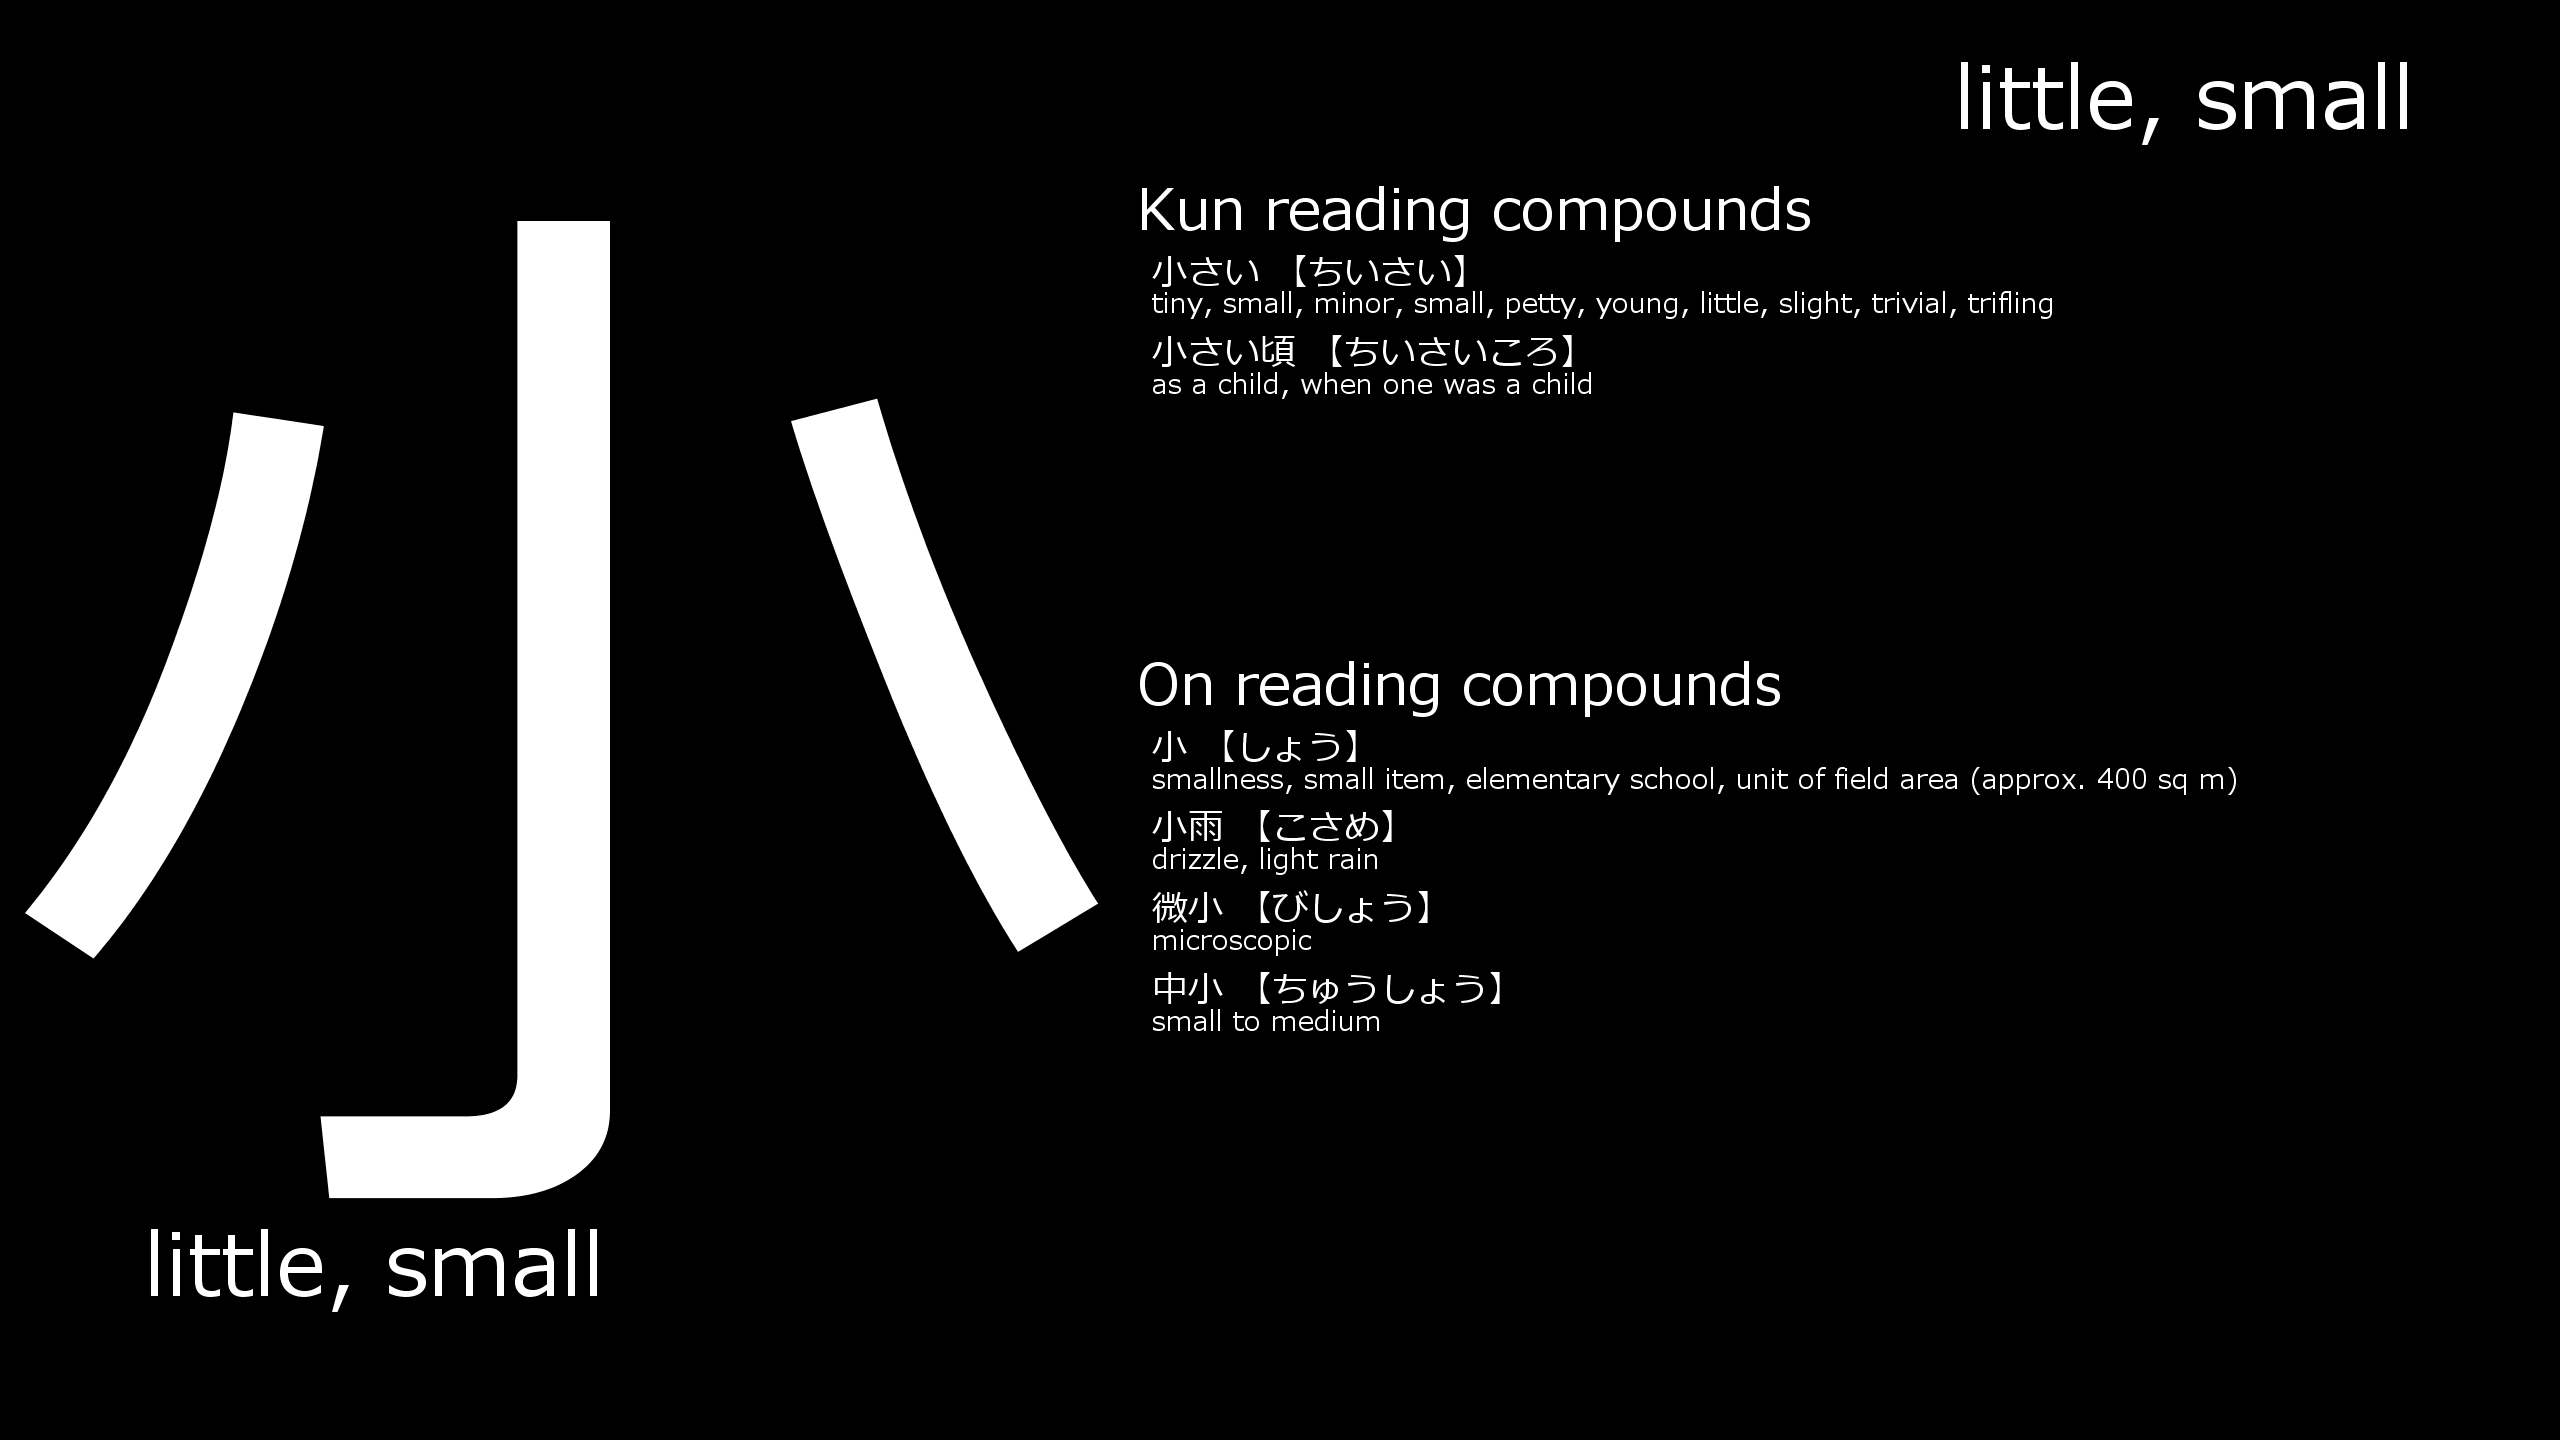 little, small
小
little, small
Kun reading compounds
小さい 【ちいさい】
tiny, small, minor, small, petty, young, little, slight, trivial, trifling
小さい頃 【ちいさいころ】
as a child, when one was a child
On reading compounds
小 【しょう】
smallness, small item, elementary school, unit of field area (approx. 400 sq m)
小雨 【こさめ】
drizzle, light rain
微小 【びしょう】
microscopic
中小 【ちゅうしょう】
small to medium